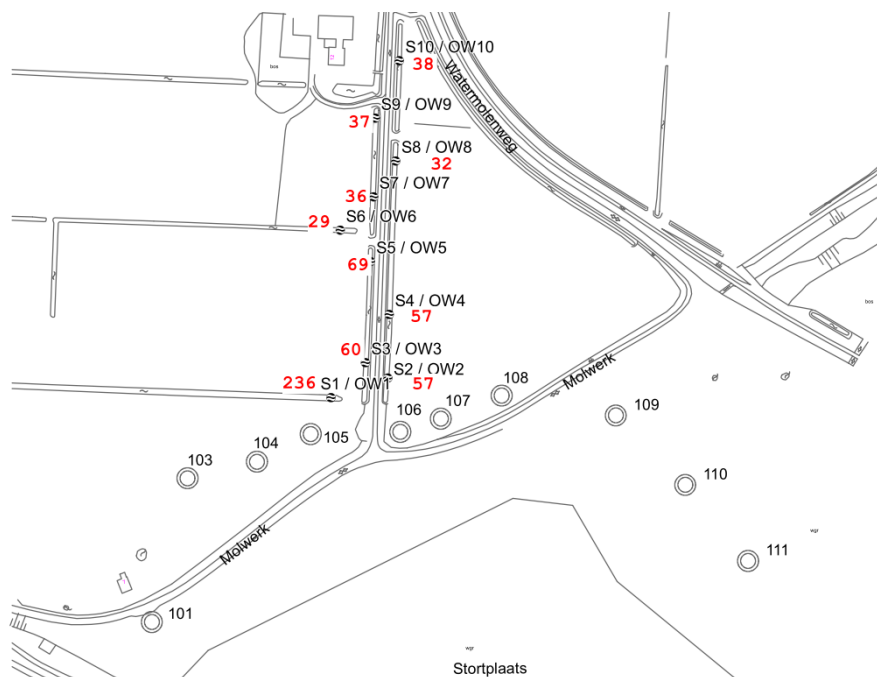 S10 / OW10
38
bos
Watermolenweg
S9 / OW9
37
S8 / OW8
32
S7 / OW7
36
S6 / OW6
29
S5 / OW5
69
S4 / OW4
57
bos
60
S3 / OW3
S2 / OW2
57
236
S1 / OW1
Molwerk
108
107
106
109
105
104
103
110
wgr
Molwerk
111
101
wgr
Stortplaats